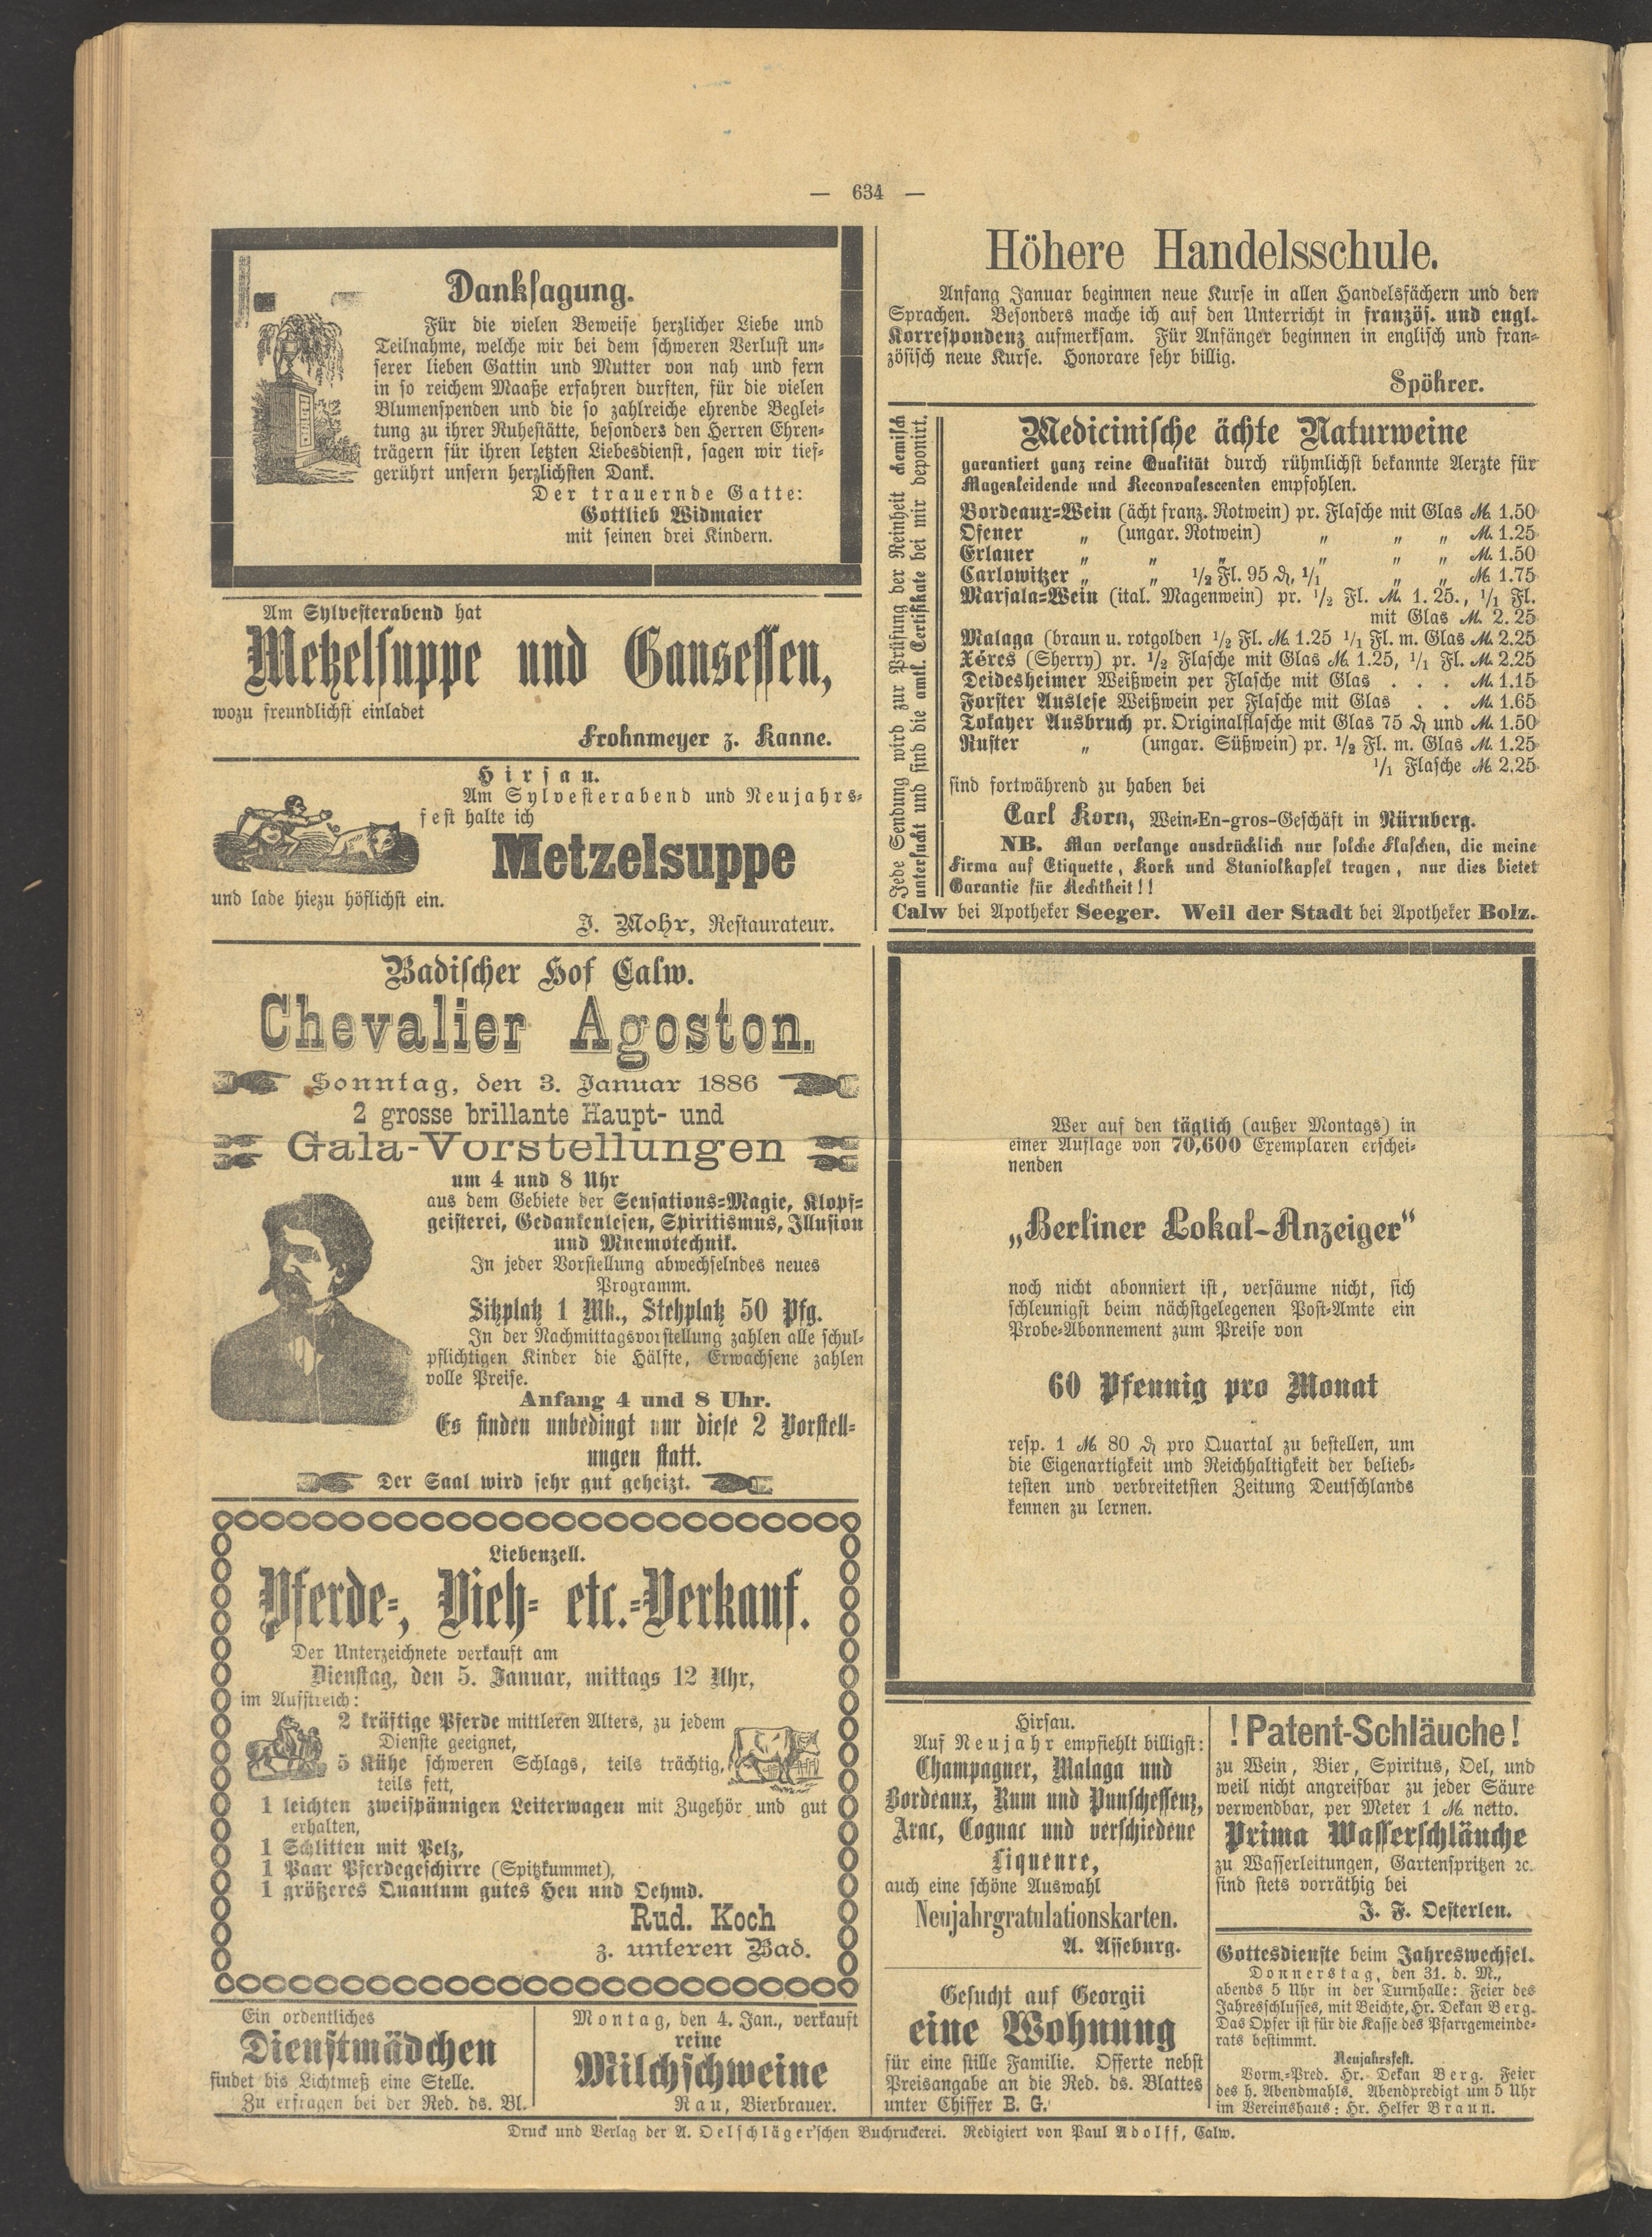 — 634 —
Danksagung.
Für die vielen Beweise herzlicher Liebe und
Teilnahme, welche wir bei dem schweren Verlust un-
serer lieben Gattin und Mutter von nah und fern
in so reichem Maaße erfahren durften, für die vielen
Blumenspenden und die so zahlreiche ehrende Beglei-
tung zu ihrer Ruhestätte, besonders den Herren Ehren-
trägern für ihren letzten Liebesdienst, sagen wir tief-
gerührt unsern herzlichsten Dank.
Der trauernde Gatte:
Gottlieb Widmaier
mit seinen drei Kindern.
Am Sylvesterabend hat
Metzelsuppe und Gansessen,
wozu freundlichst einladet
Frohnmeyer z. Kanne.
Hirsau.
Am Sylvesterabend und Neujahrs-
fest halte ich
Metzelsuppe
und lade hiezu höflichst ein.
J. Mohr, Restaurateur.
Badischer Hof Calw.
Chevalier Agoston.
Sonntag, den 3. Januar 1886
2 grosse brillante Haupt- und
Gala-Vorstellungen
um 4 und 8 Uhr
aus dem Gebiete der Sensations-Magie, Klopf-
geisterei, Gedankenlesen, Spiritismus, Illusion
und Mnemotechnik.
In jeder Vorstellung abwechselndes neues
Programm.
Sitzplatz 1 Mk., Stehplatz 50 Pfg.
In der Nachmittagsvorstellung zahlen alle schul-
pflichtigen Kinder die Hälfte, Erwachsene zahlen
volle Preise.
Anfang 4 und 8 Uhr.
Es finden unbedingt nur diese 2 Vorstell-
ungen statt.
Der Saal wird sehr gut geheizt.
Liebenzell.
Pferde-, Vieh- etc.-Verkauf.
Der Unterzeichnete verkauft am
Dienstag, den 5. Januar, mittags 12 Uhr,
im Aufstreich:
2 kräftige Pferde mittleren Alters, zu jedem
Dienste geeignet,
5 Kühe schweren Schlags, teils trächtig,
teils fett,
1 leichten zweispännigen Leiterwagen mit Zugehör und gut
erhalten,
1 Schlitten mit Pelz,
1 Paar Pferdegeschirre (Spitzkummet),
1 größeres Quantum gutes Heu und Oehmd.
Rud. Koch
z. unteren Bad.
Ein ordentliches
Dienstmädchen
findet bis Lichtmeß eine Stelle.
Zu erfragen bei der Red. ds. Bl.
Montag, den 4. Jan., verkauft
reine
Milchschweine
Rau, Bierbrauer.
Höhere Handelsschule.
Anfang Januar beginnen neue Kurse in allen Handelsfächern und den
Sprachen. Besonders mache ich auf den Unterricht in französ. und engl.
Korrespondenz aufmerksam. Für Anfänger beginnen in englisch und fran-
zösisch neue Kurse. Honorare sehr billig.
Spöhrer.
Jede Sendung wird zur Prüfung der Reinheit chemisch
untersucht und sind die amtl. Certifikate bei mir deponirt.
Medicinische ächte Naturweine
garantiert ganz reine Qualität durch rühmlichst bekannte Aerzte für
Magenleidende und Reconvalescenten empfohlen.
Bordeaux-Wein (ächt franz. Rotwein) pr. Flasche mit Glas ℳ 1.50
Ofener „ (ungar. Rotwein) „ „ „ ℳ 1.25
Erlauer „ „ „ „ „ ℳ 1.50
Carlowitzer „ „ 1/2 Fl. 95 ₰, 1/1 „ „ ℳ 1.75
Marsala-Wein (ital. Magenwein) pr. 1/2 Fl. ℳ 1. 25., 1/1 Fl.
mit Glas ℳ 2. 25
Malaga (braun u. rotgolden 1/2 Fl. ℳ 1.25 1/1 Fl. m. Glas ℳ 2.25
Xéres (Sherry) pr. 1/2 Flasche mit Glas ℳ 1.25, 1/1 Fl. ℳ 2.25
Deidesheimer Weißwein per Flasche mit Glas . . . ℳ 1.15
Forster Auslese Weißwein per Flasche mit Glas . . ℳ 1.65
Tokayer Ausbruch pr. Originalflasche mit Glas 75 ₰ und ℳ 1.50
Ruster „ (ungar. Süßwein) pr. 1/2 Fl. m. Glas ℳ 1.25
1/1 Flasche ℳ 2.25
sind fortwährend zu haben bei
Carl Korn, Wein-En-gros-Geschäft in Nürnberg.
NB. Man verlange ausdrücklich nur solche Flaschen, die meine
Firma auf Etiquette, Kork und Staniolkapsel tragen, nur dies bietet
Garantie für Aechtheit!!
Calw bei Apotheker Seeger. Weil der Stadt bei Apotheker Bolz.
Wer auf den täglich (außer Montags) in
einer Auflage von 70,600 Exemplaren erschei-
nenden
„Berliner Lokal-Anzeiger“
noch nicht abonniert ist, versäume nicht, sich
schleunigst beim nächstgelegenen Post-Amte ein
Probe-Abonnement zum Preise von
60 Pfennig pro Monat
resp. 1 ℳ 80 ₰ pro Quartal zu bestellen, um
die Eigenartigkeit und Reichhaltigkeit der belieb-
testen und verbreitetsten Zeitung Deutschlands
kennen zu lernen.
Hirsau.
Auf Neujahr empfiehlt billigst:
Champagner, Malaga und
Bordeaux, Rum und Punschessenz,
Arac, Cognac und verschiedene
Liqueure,
auch eine schöne Auswahl
Neujahrgratulationskarten.
A. Asseburg.
Gesucht auf Georgii
eine Wohnung
für eine stille Familie. Offerte nebst
Preisangabe an die Red. ds. Blattes
unter Chiffer B. G.
! Patent-Schläuche !
zu Wein, Bier, Spiritus, Oel, und
weil nicht angreifbar zu jeder Säure
verwendbar, per Meter 1 ℳ netto.
Prima Wasserschläuche
zu Wasserleitungen, Gartenspritzen ꝛc.
sind stets vorräthig bei
J. F. Oesterlen.
Gottesdienste beim Jahreswechsel.
Donnerstag, den 31. d. M.,
abends 5 Uhr in der Turnhalle: Feier des
Jahresschlusses, mit Beichte, Hr. Dekan Berg.
Das Opfer ist für die Kasse des Pfarrgemeinde-
rats bestimmt.
Neujahrsfest.
Vorm.-Pred. Hr. Dekan Berg. Feier
des h. Abendmahls. Abendpredigt um 5 Uhr
im Vereinshaus: Hr. Helfer Braun.
Druck und Verlag der A. Oelschläger'schen Buchruckerei. Redigiert von Paul Adolff, Calw.